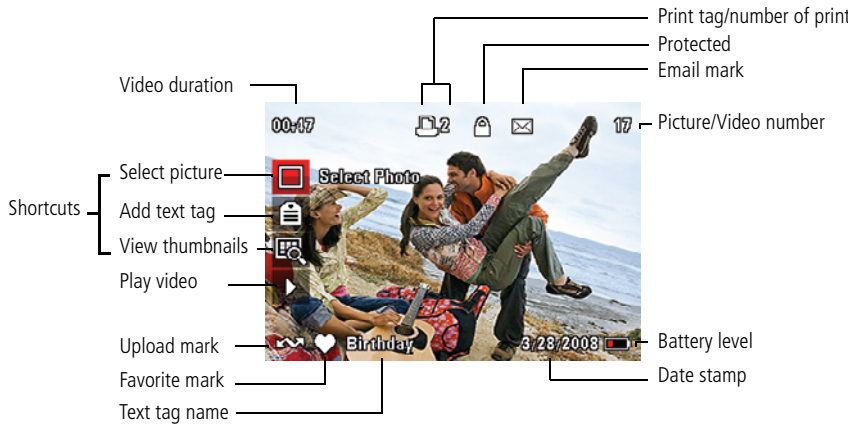 Print tag/number of print
Protected
Email mark
Video duration
00:47
2
17
Picture/Video number
Select picture
Select Photo
Shortcuts
Add text tag
View thumbnails
Play video
Upload mark
Birthday
3/28/2008
Battery level
Favorite mark
Date stamp
Text tag name